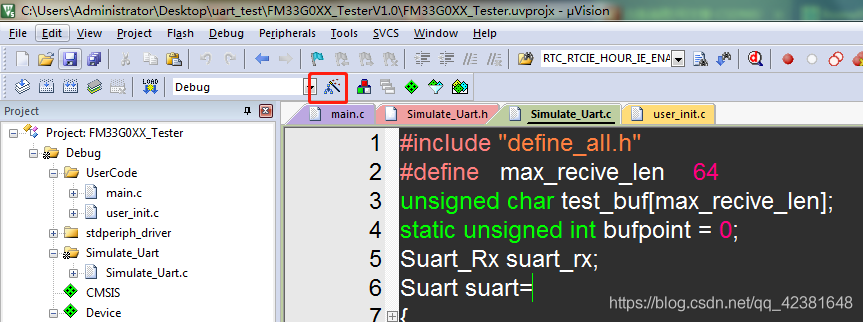 C:\Users\Administrator\Desktop\uart_test\FM33G0XX_TesterV1.0\FM33G0XX_Tester.uvprojx - µVision
File Edit View Project Flash Debug Peripherals Tools SVCS Window Help
RTC_RTCIE_HOUR_IE_ENA
LOAD Debug
Project
main.c Simulate_Uart.h Simulate_Uart.c user_init.c
Project: FM33G0XX_Tester
Debug
UserCode
main.c
user_init.c
stdperiph_driver
Simulate_Uart
Simulate_Uart.c
CMSIS
Device
1 #include "define_all.h"
2 #define max_recive_len 64
3 unsigned char test_buf[max_recive_len];
4 static unsigned int bufpoint = 0;
5 Suart_Rx suart_rx;
6 Suart suart=
7 {
https://blog.csdn.net/qq_42381648